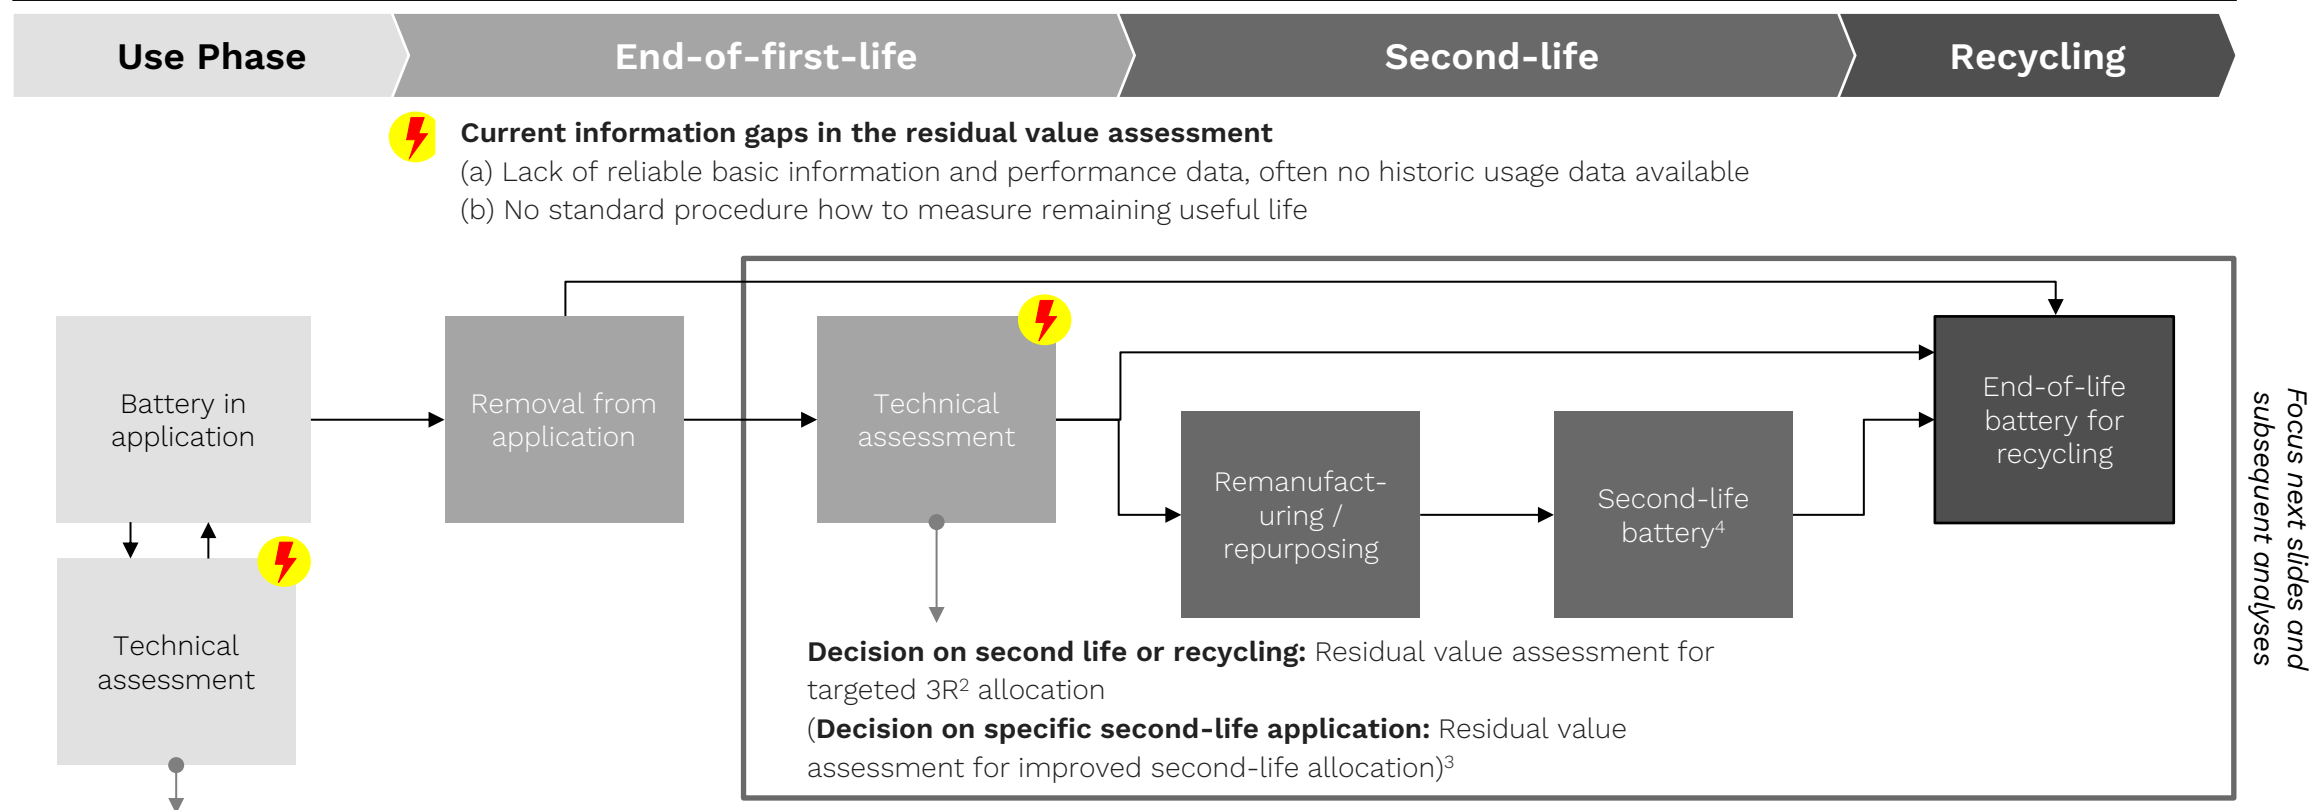 Use Phase
End-of-first-life
Second-life
Recycling
Current information gaps in the residual value assessment
(a) Lack of reliable basic information and performance data, often no historic usage data available
(b) No standard procedure how to measure remaining useful life
Battery in
application
Removal from
application
Technical
assessment
Remanufact-
uring /
repurposing
Second-life
battery⁴
End-of-life
battery for
recycling
Technical
assessment
Decision on second life or recycling: Residual value assessment for
targeted 3R² allocation
(Decision on specific second-life application: Residual value
assessment for improved second-life allocation)³
Focus next slides and
subsequent analyses